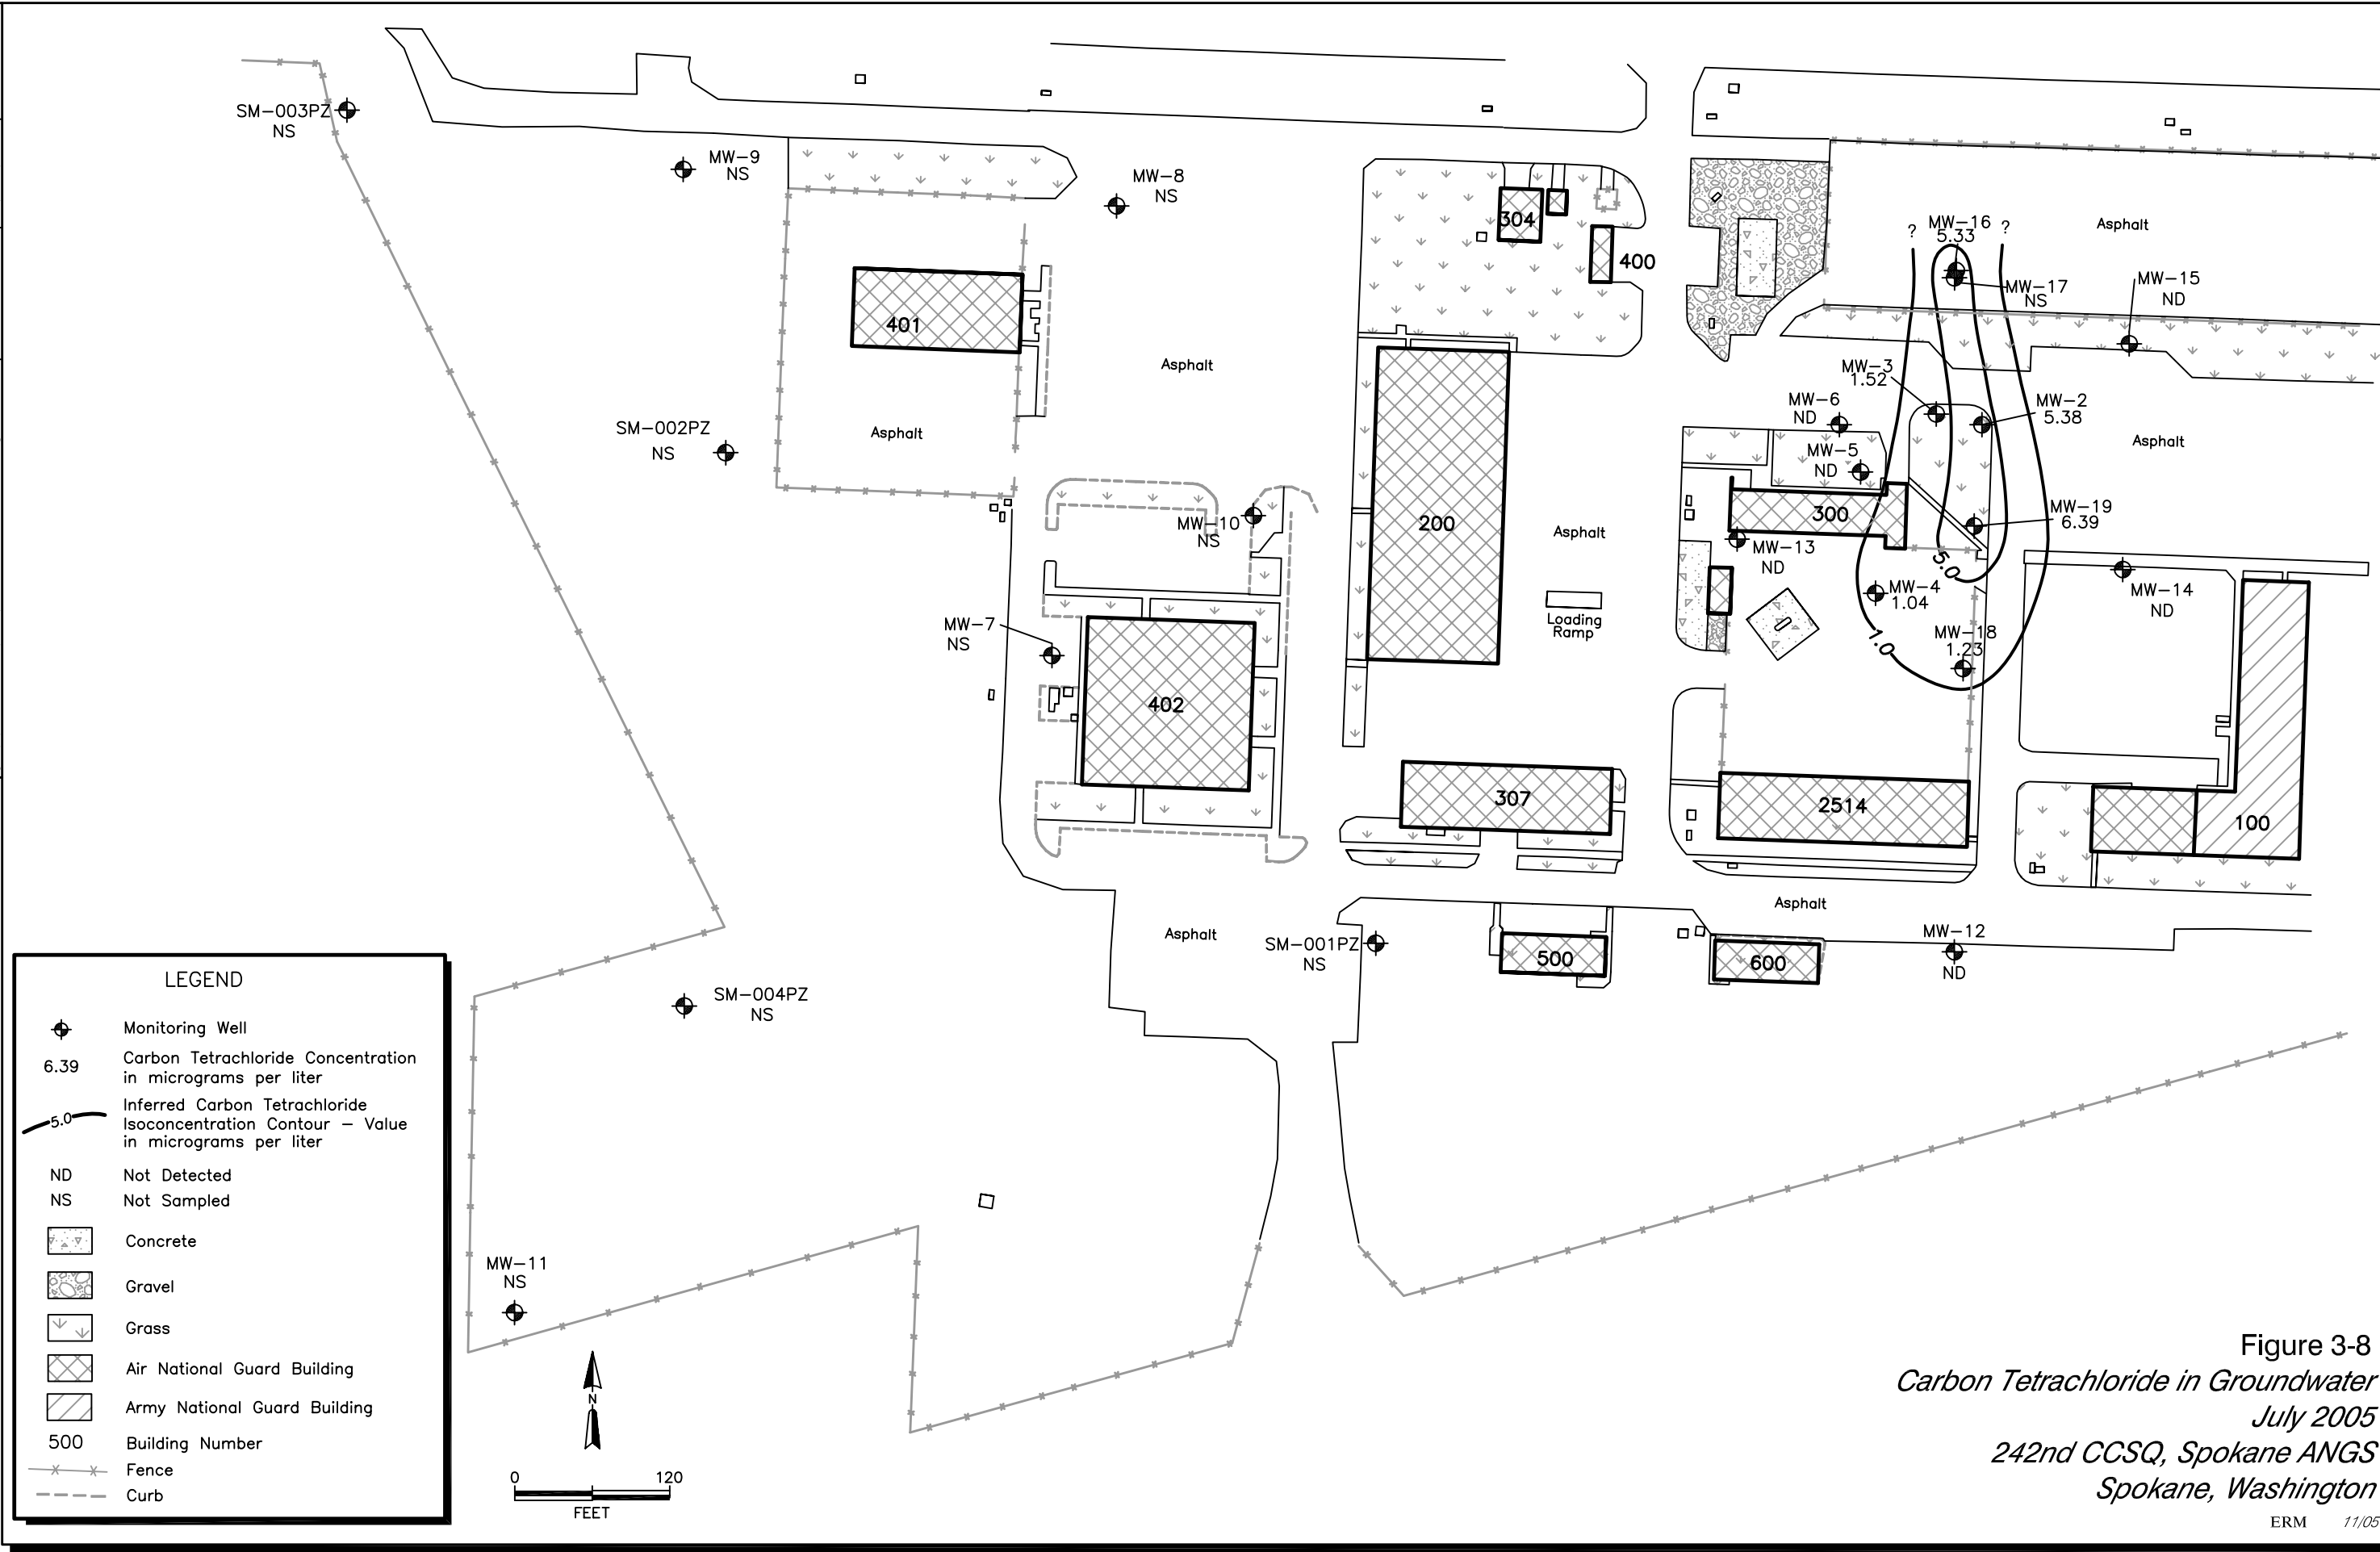 SM-003PZ
NS
MW-9
NS
MW-8
NS
304
400
?
MW-16
5.33
?
Asphalt
MW-17
NS
MW-15
ND
401
Asphalt
MW-3
1.52
MW-6
ND
MW-2
5.38
SM-002PZ
NS
Asphalt
MW-5
ND
Asphalt
MW-10
NS
200
Asphalt
300
MW-19
6.39
MW-13
ND
5.0
MW-4
1.04
MW-14
ND
Loading
Ramp
MW-7
NS
MW-18
1.23
1.0
402
307
2514
100
Asphalt
Asphalt
SM-001PZ
NS
500
600
MW-12
ND
SM-004PZ
NS
MW-11
NS
LEGEND
Monitoring Well
6.39
Carbon Tetrachloride Concentration
in micrograms per liter
5.0
Inferred Carbon Tetrachloride
Isoconcentration Contour – Value
in micrograms per liter
ND Not Detected
NS Not Sampled
Concrete
Gravel
Grass
Air National Guard Building
Army National Guard Building
500 Building Number
Fence
Curb
N
0 120
FEET
Figure 3-8
Carbon Tetrachloride in Groundwater
July 2005
242nd CCSQ, Spokane ANGS
Spokane, Washington
ERM 11/05